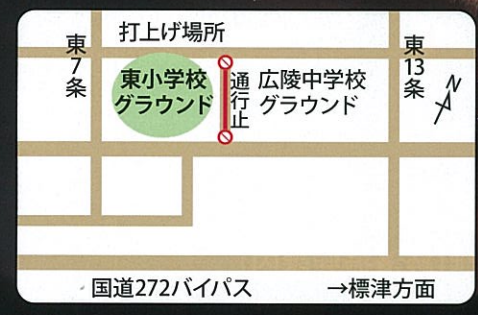 打上げ場所
東7条
東小学校
グラウンド
通行止
広陵中学校
グラウンド
東13条
N
国道272バイパス
→標津方面